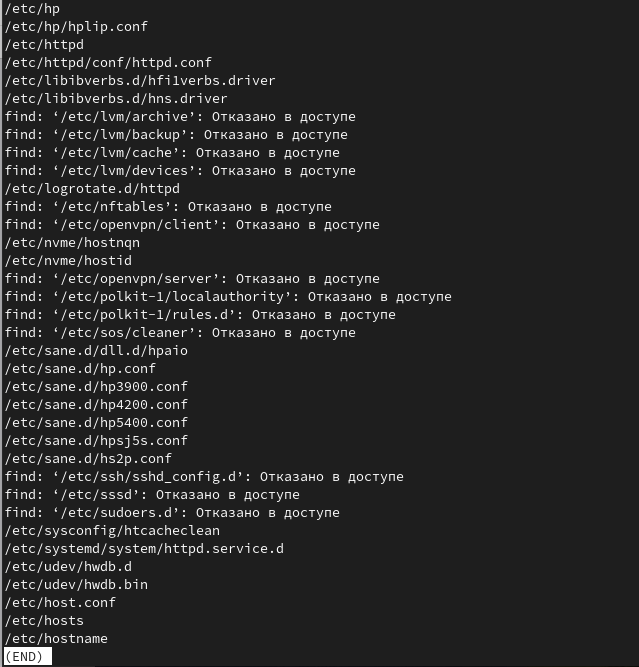 /etc/hp
/etc/hp/hplip.conf
/etc/httpd
/etc/httpd/conf/httpd.conf
/etc/libibverbs.d/hfi1verbs.driver
/etc/libibverbs.d/hns.driver
find: ‘/etc/lvm/archive’: Отказано в доступе
find: ‘/etc/lvm/backup’: Отказано в доступе
find: ‘/etc/lvm/cache’: Отказано в доступе
find: ‘/etc/lvm/devices’: Отказано в доступе
/etc/logrotate.d/httpd
find: ‘/etc/nftables’: Отказано в доступе
find: ‘/etc/openvpn/client’: Отказано в доступе
/etc/nvme/hostnqn
/etc/nvme/hostid
find: ‘/etc/openvpn/server’: Отказано в доступе
find: ‘/etc/polkit-1/localauthority’: Отказано в доступе
find: ‘/etc/polkit-1/rules.d’: Отказано в доступе
find: ‘/etc/sos/cleaner’: Отказано в доступе
/etc/sane.d/dll.d/hpaio
/etc/sane.d/hp.conf
/etc/sane.d/hp3900.conf
/etc/sane.d/hp4200.conf
/etc/sane.d/hp5400.conf
/etc/sane.d/hpsj5s.conf
/etc/sane.d/hs2p.conf
find: ‘/etc/ssh/sshd_config.d’: Отказано в доступе
find: ‘/etc/sssd’: Отказано в доступе
find: ‘/etc/sudoers.d’: Отказано в доступе
/etc/sysconfig/htcacheclean
/etc/systemd/system/httpd.service.d
/etc/udev/hwdb.d
/etc/udev/hwdb.bin
/etc/host.conf
/etc/hosts
/etc/hostname
(END)